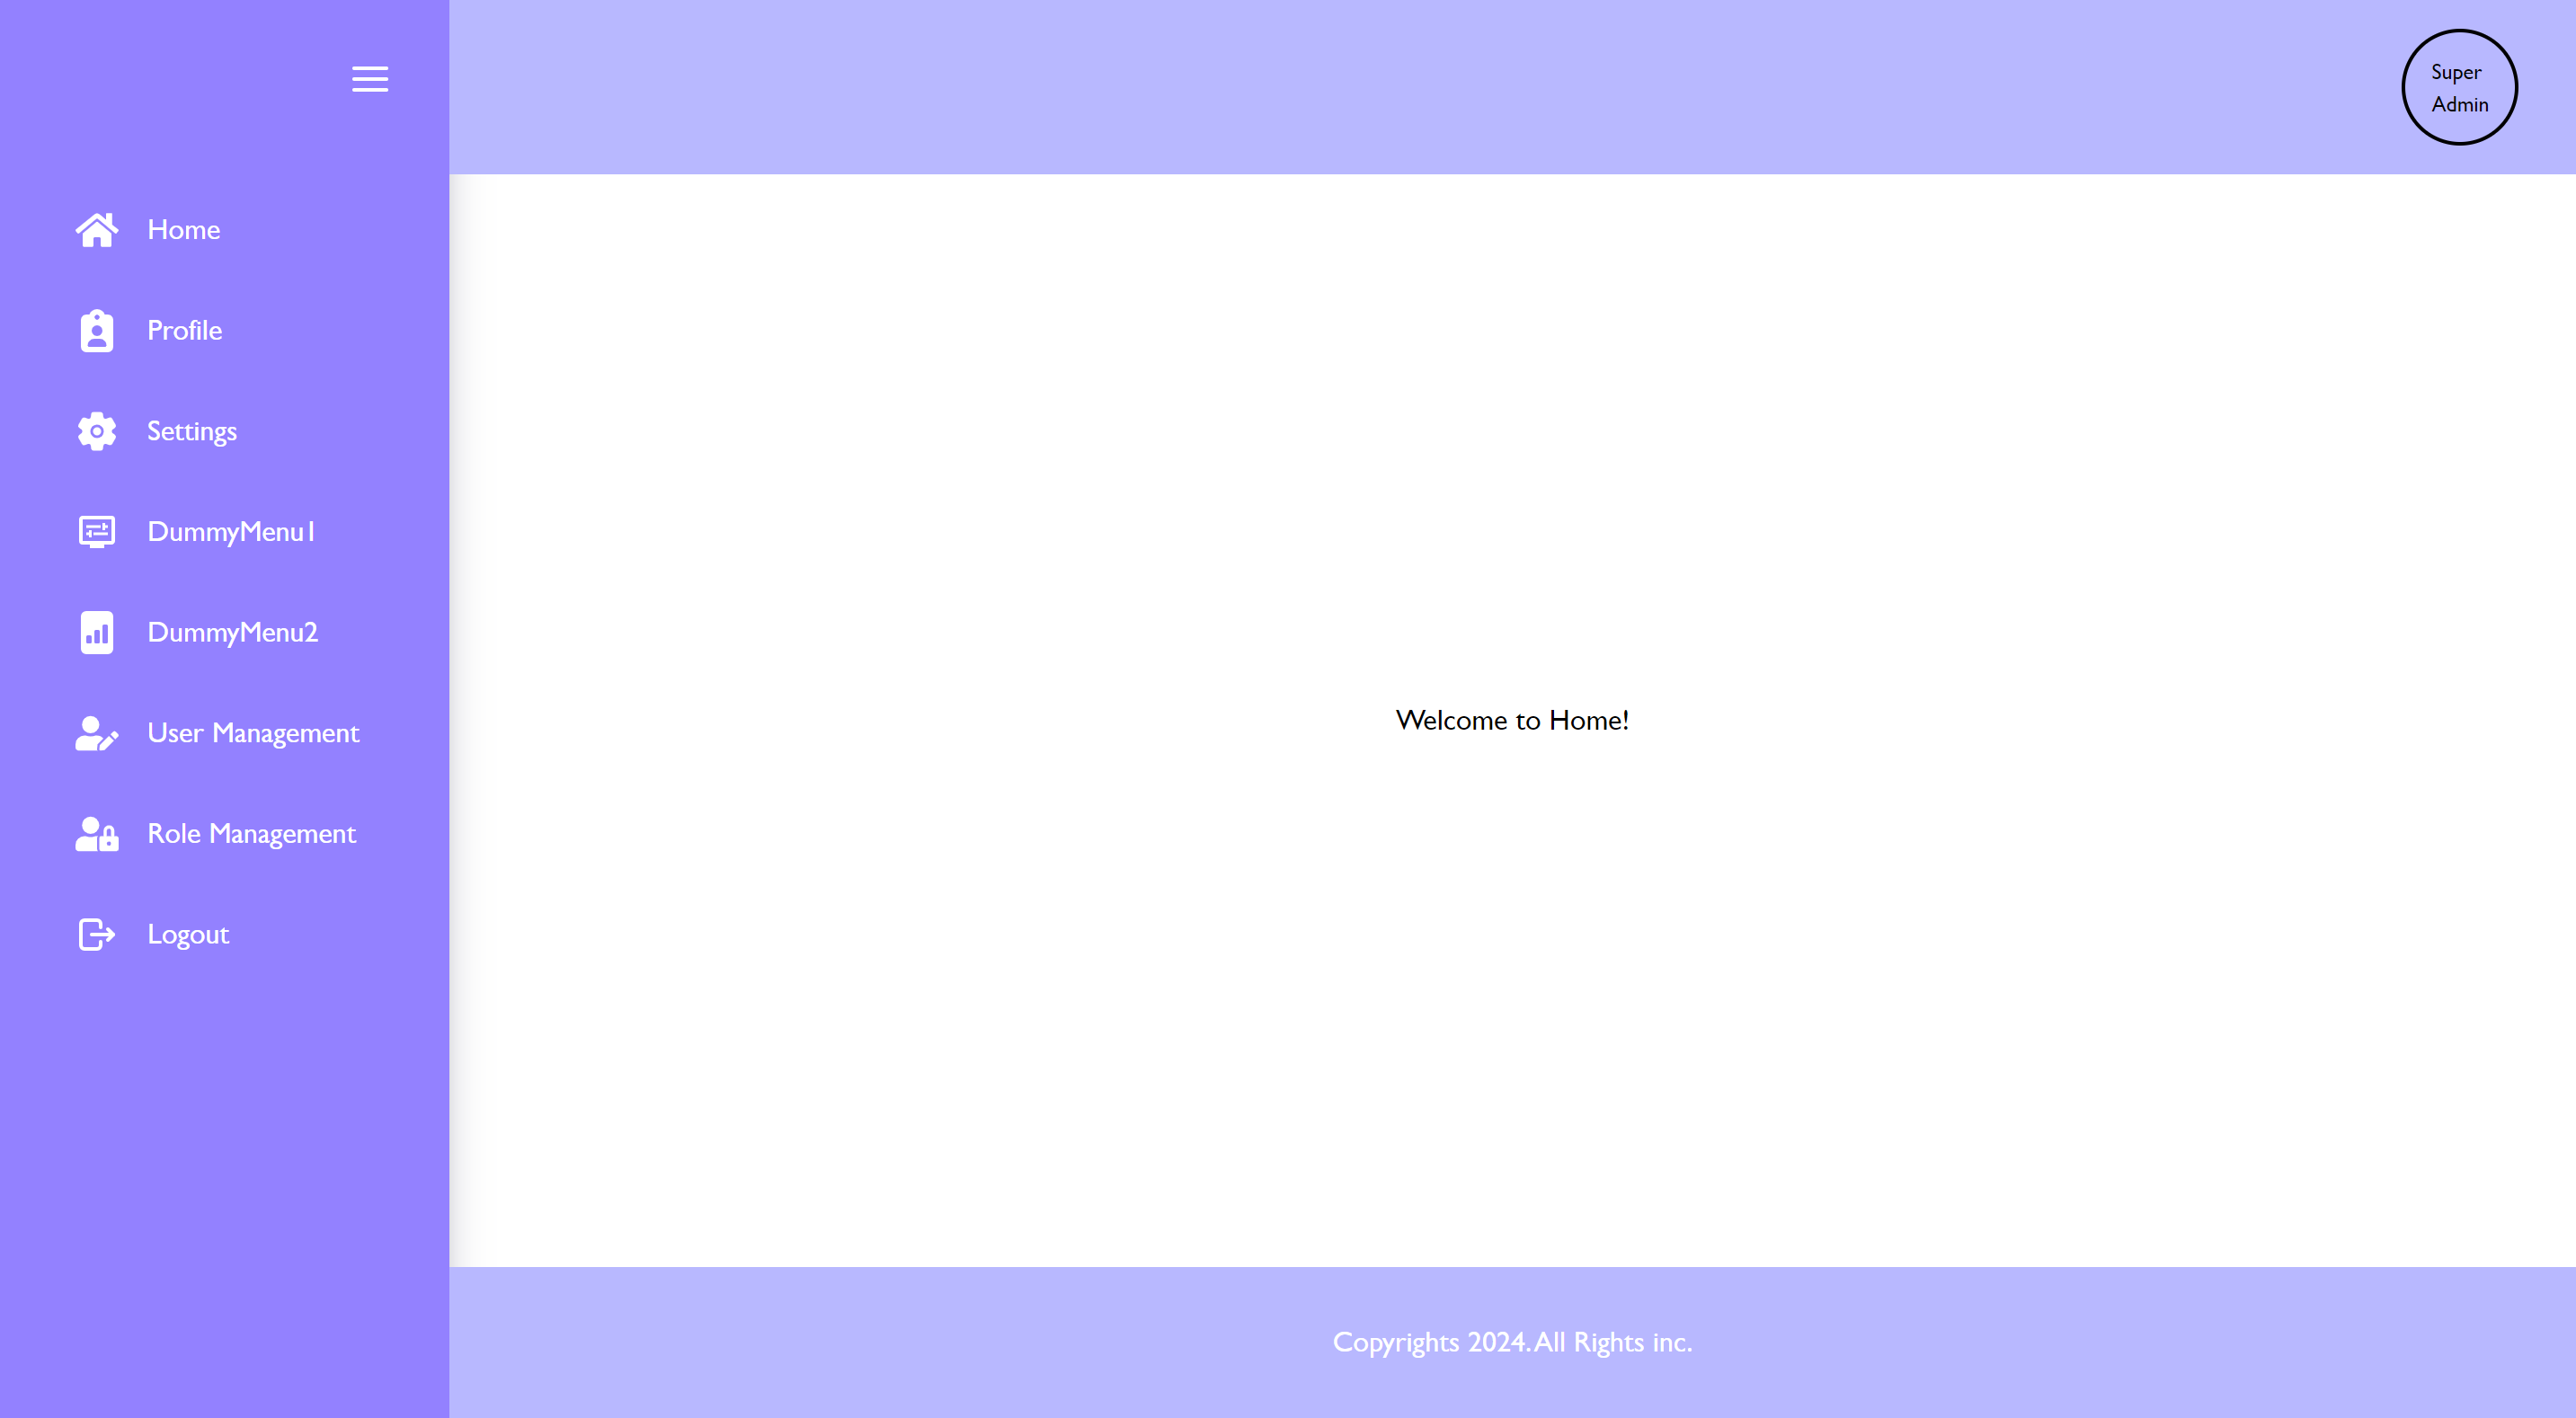 Super
Admin
Home
Profile
Settings
DummyMenu1
DummyMenu2
User Management
Role Management
Logout
Welcome to Home!
Copyrights 2024. All Rights inc.